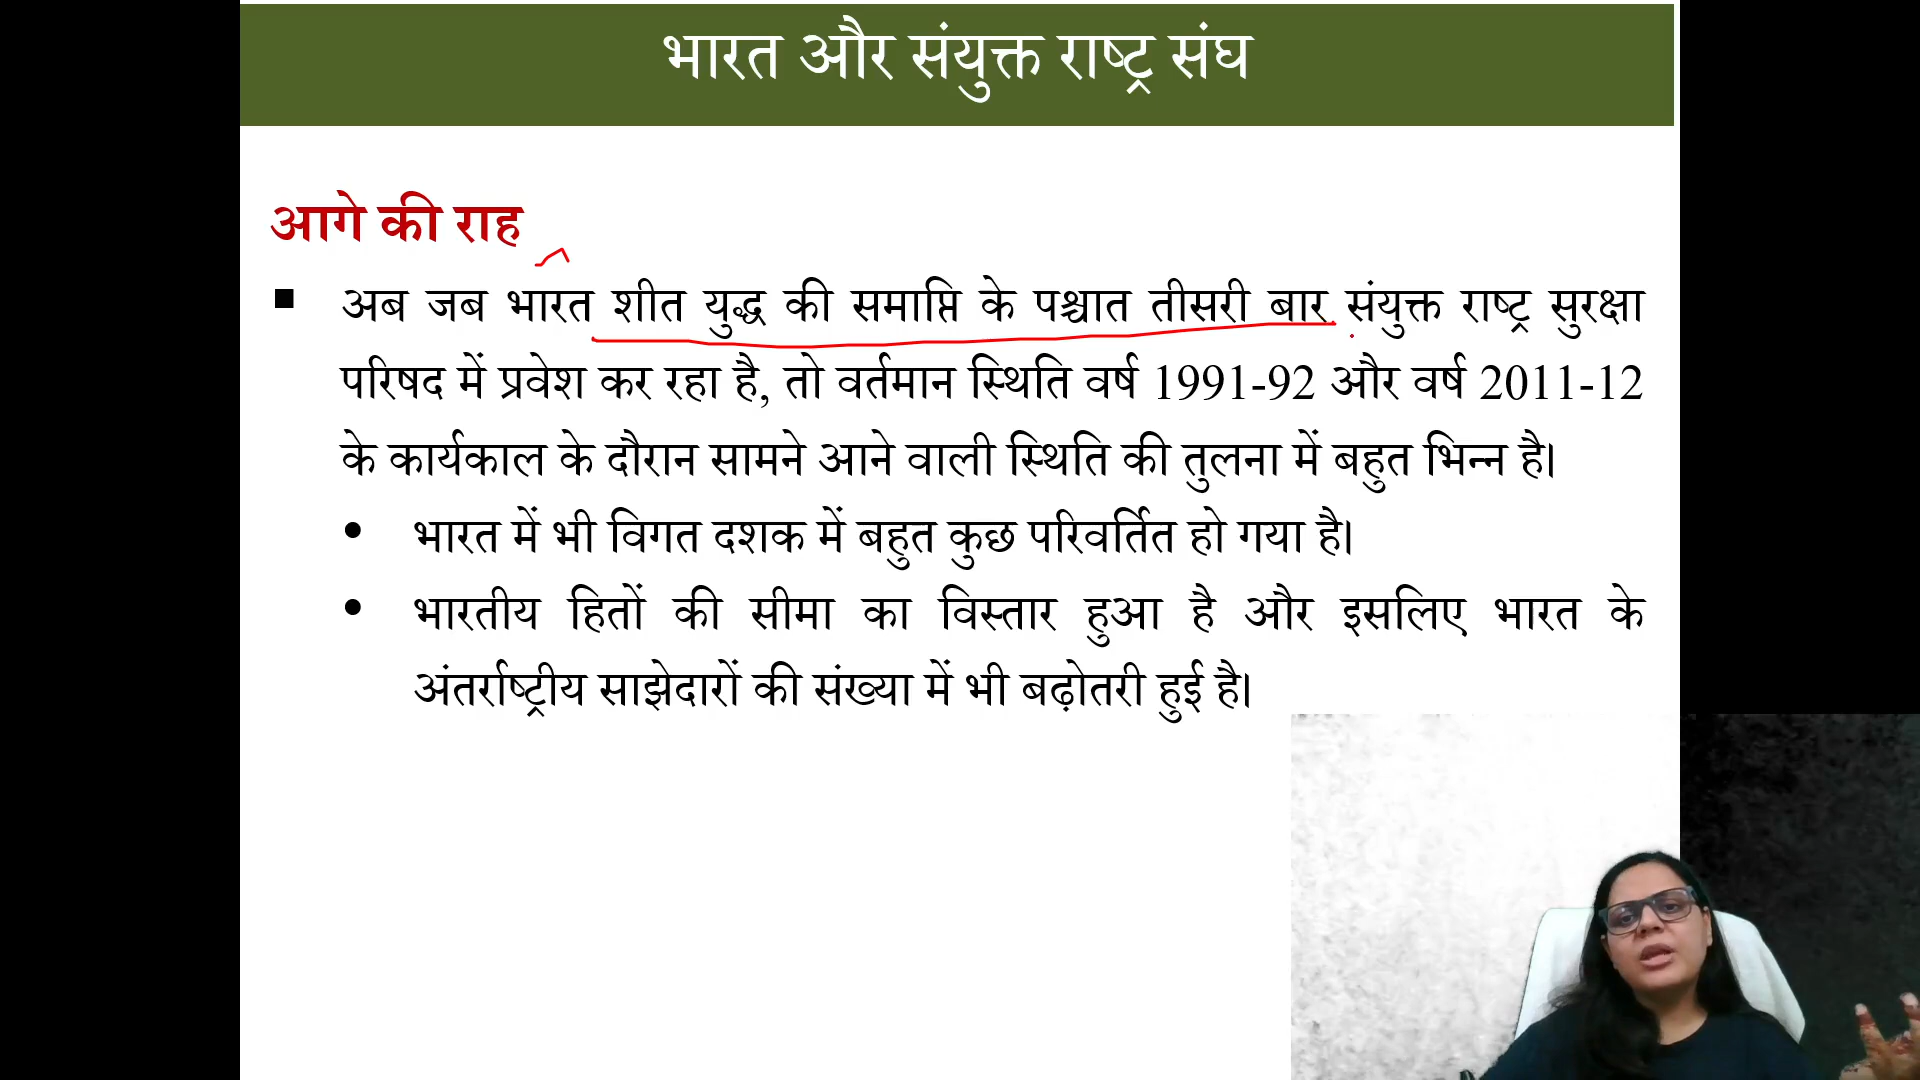 भारत और संयुक्त राष्ट्र संघ
आगे की राह
▪ अब जब भारत शीत युद्ध की समाप्ति के पश्चात तीसरी बार संयुक्त राष्ट्र सुरक्षा
परिषद में प्रवेश कर रहा है, तो वर्तमान स्थिति वर्ष 1991-92 और वर्ष 2011-12
के कार्यकाल के दौरान सामने आने वाली स्थिति की तुलना में बहुत भिन्न है।
• भारत में भी विगत दशक में बहुत कुछ परिवर्तित हो गया है।
• भारतीय हितों की सीमा का विस्तार हुआ है और इसलिए भारत के
अंतर्राष्ट्रीय साझेदारों की संख्या में भी बढ़ोतरी हुई है।